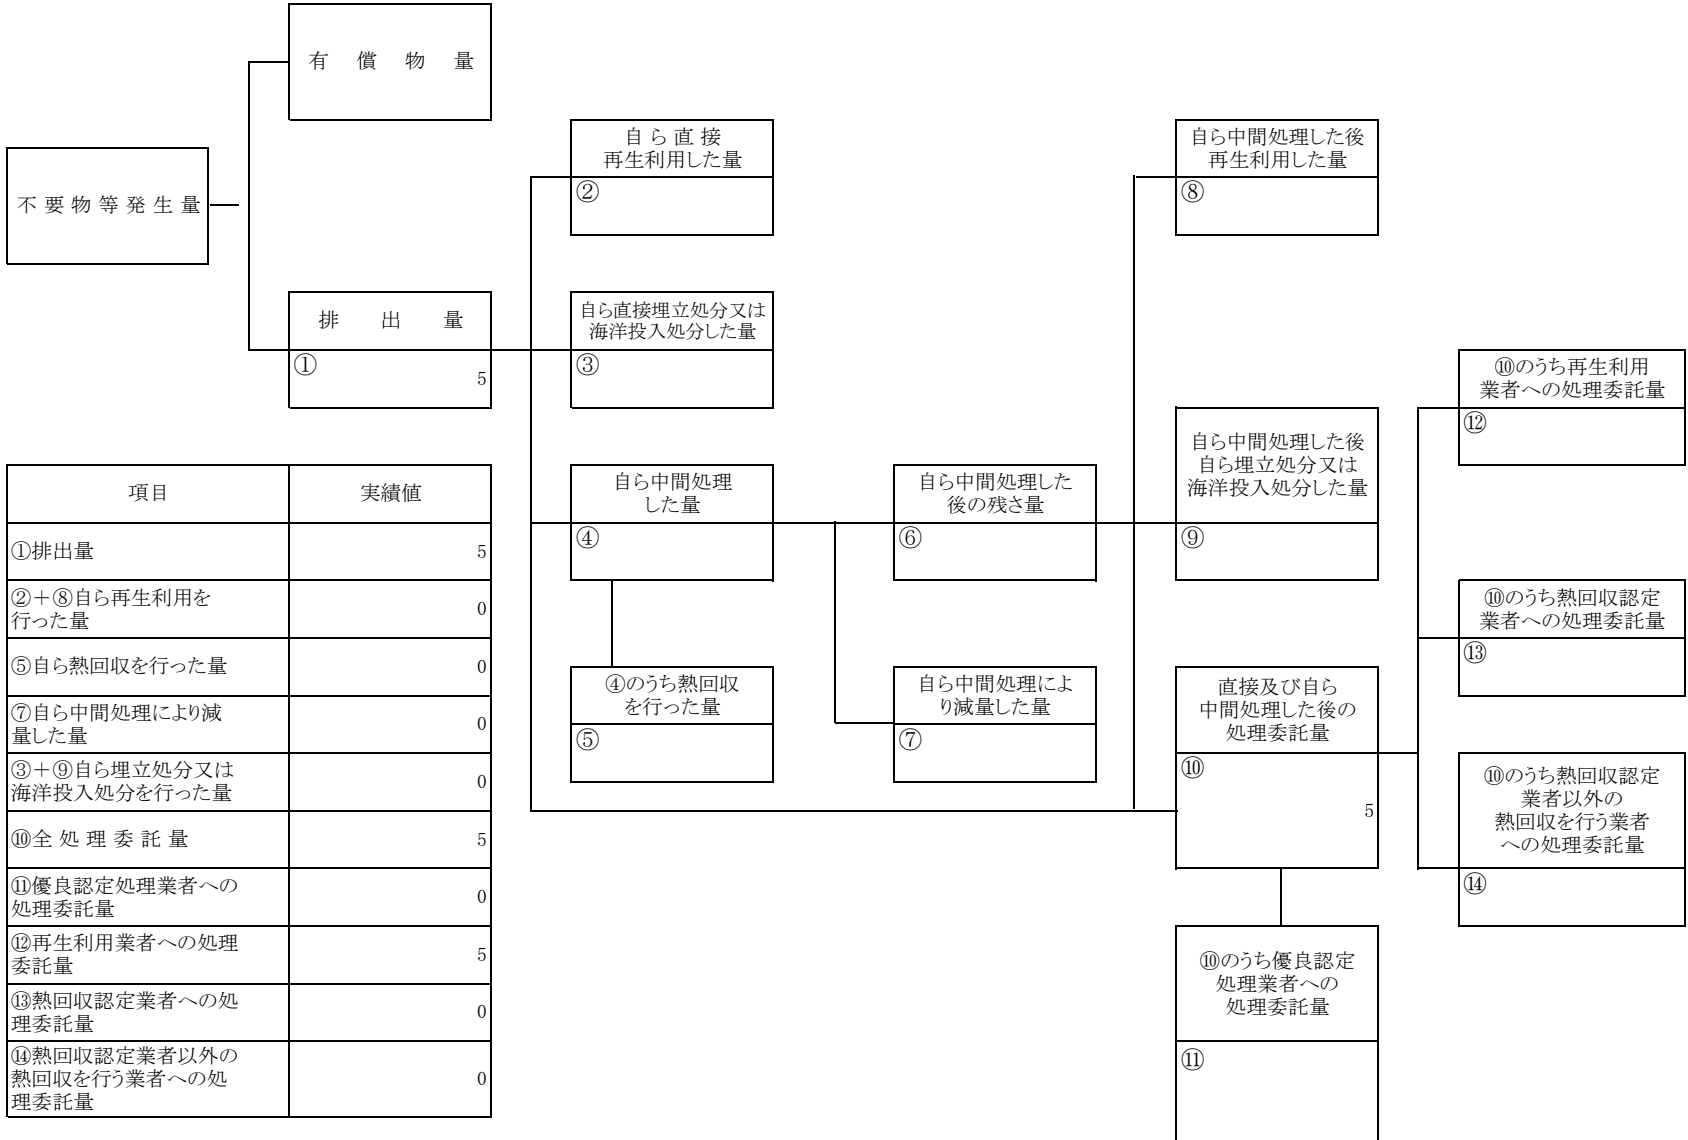 有償物量
不要物等発生量
排出量
①
5
自ら直接
再生利用した量
②
自ら直接埋立処分又は
海洋投入処分した量
③
自ら中間処理
した量
④
④のうち熱回収
を行った量
⑤
自ら中間処理した
後の残さ量
⑥
自ら中間処理によ
り減量した量
⑦
自ら中間処理した後
再生利用した量
⑧
自ら中間処理した後
自ら埋立処分又は
海洋投入処分した量
⑨
直接及び自ら
中間処理した後の
処理委託量
⑩
5
⑩のうち優良認定
処理業者への
処理委託量
⑪
⑩のうち再生利用
業者への処理委託量
⑫
⑩のうち熱回収認定
業者への処理委託量
⑬
⑩のうち熱回収認定
業者以外の
熱回収を行う業者
への処理委託量
⑭
項目 実績値
①排出量 5
②＋⑧自ら再生利用を
行った量 0
⑤自ら熱回収を行った量 0
⑦自ら中間処理により減
量した量 0
③＋⑨自ら埋立処分又は
海洋投入処分を行った量 0
⑩全処理委託量 5
⑪優良認定処理業者への
処理委託量 0
⑫再生利用業者への処理
委託量 5
⑬熱回収認定業者への処
理委託量 0
⑭熱回収認定業者以外の
熱回収を行う業者への処
理委託量 0